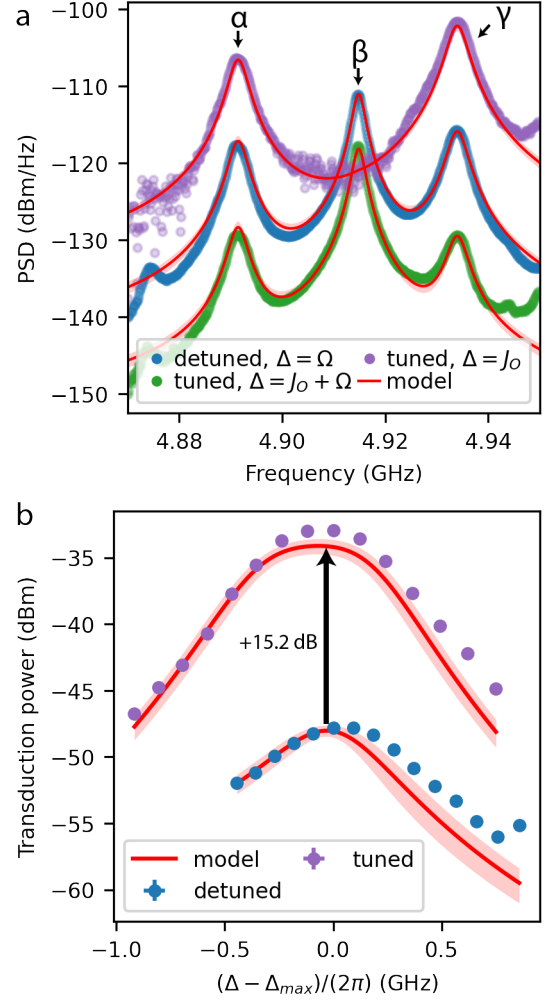 a
α
β
γ
−100
−110
−120
−130
−140
−150
PSD (dBm/Hz)
detuned, Δ = Ω
tuned, Δ = J_O
tuned, Δ = J_O + Ω
model
4.88
4.90
4.92
4.94
Frequency (GHz)
b
−35
−40
−45
−50
−55
−60
Transduction power (dBm)
+15.2 dB
model
tuned
detuned
−1.0
−0.5
0.0
0.5
(Δ − Δ_max)/(2π) (GHz)